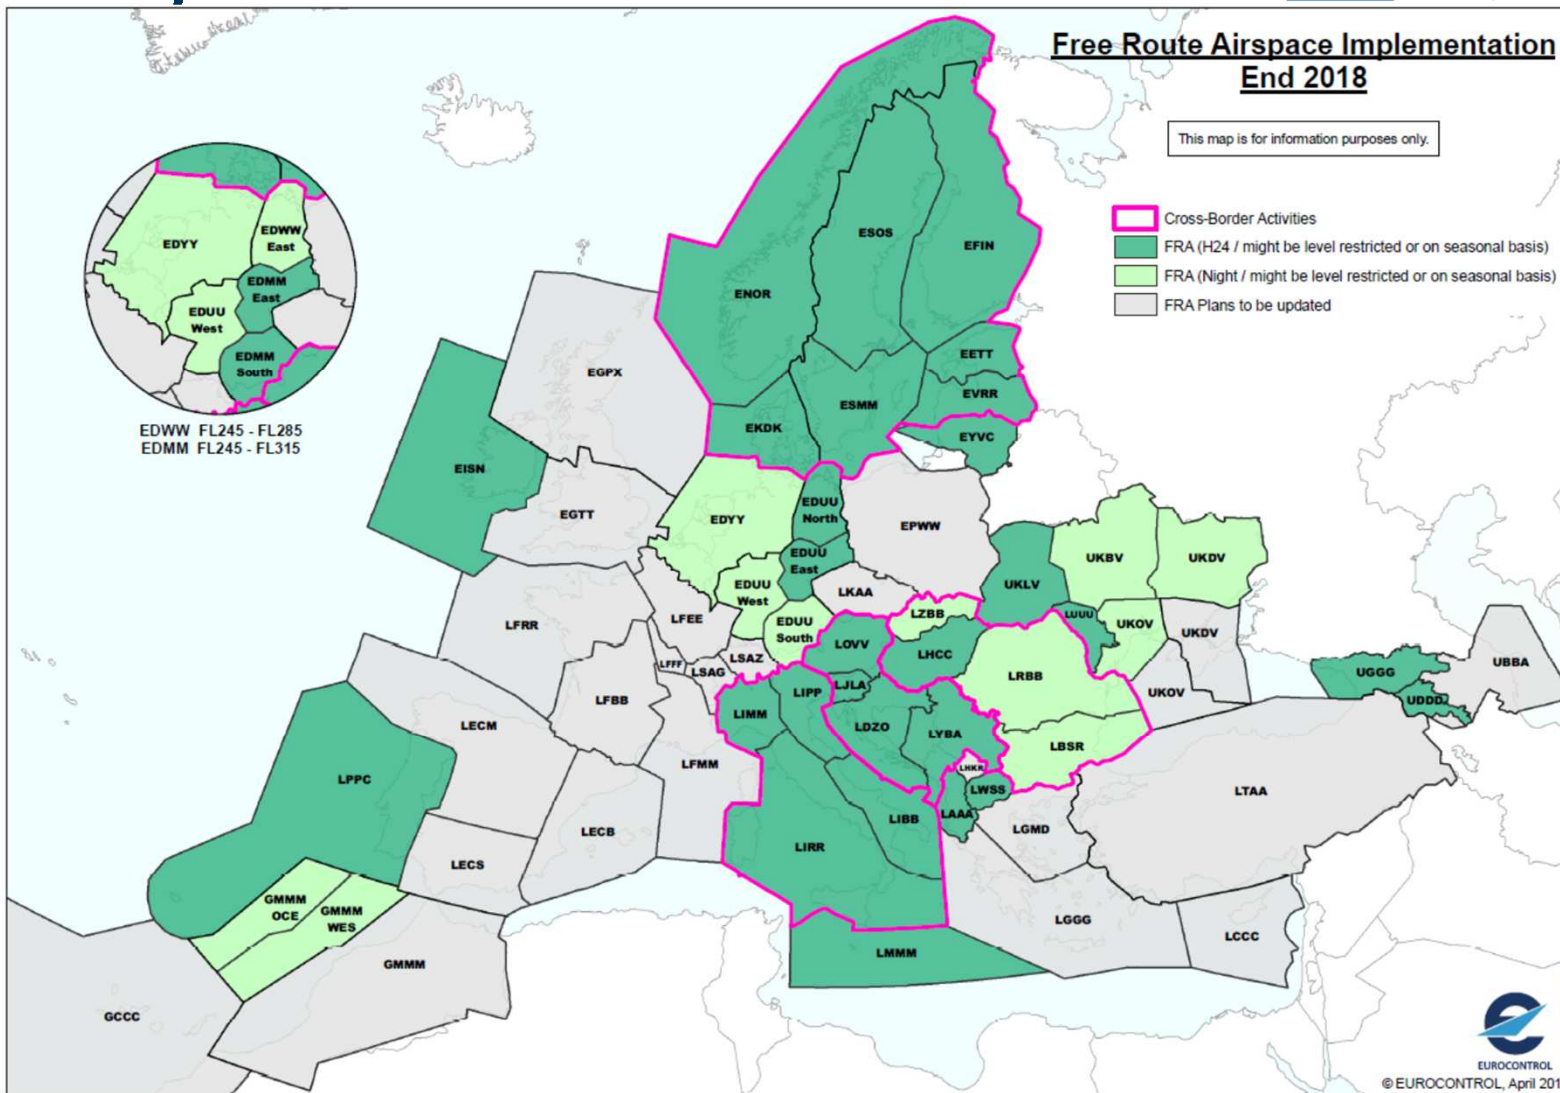 Free Route Airspace Implementation
End 2018
This map is for information purposes only.
Cross-Border Activities
FRA (H24 / might be level restricted or on seasonal basis)
FRA (Night / might be level restricted or on seasonal basis)
FRA Plans to be updated
EDYY
EDWW
East
EDMM
East
EDUU
West
EDMM
South
EDWW FL245 - FL285
EDMM FL245 - FL315
ESOS
EFIN
ENOR
EETT
EVRR
EYVC
ESMM
EKDK
EGPX
EISN
EGTT
EDYY
EDUU
North
EDUU
East
EDUU
West
EDUU
South
EPWW
LKAA
UKLV
UKBV
UKDV
LUUU
UKOV
UKDV
UKOV
LZBB
LOVV
LHCC
LRBB
LBSR
LFRR
LFEE
LFFF
LSAG
LSAZ
LFBB
LFMM
LIMM
LIPP
LJLA
LDZO
LYBA
LWSS
LAAA
LIBB
LIRR
LMMM
LGMD
LGGG
LCCC
LTAA
UGGG
UDDD
UBBA
LECM
LPPC
LECB
LECS
GMMM
OCE
GMMM
WES
GMMM
GCCC
EUROCONTROL
© EUROCONTROL, April 201